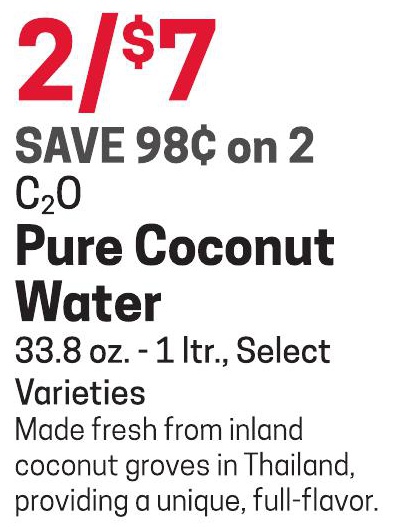 2/$7
SAVE 98¢ on 2
C₂O
Pure Coconut
Water
33.8 oz. - 1 ltr., Select
Varieties
Made fresh from inland
coconut groves in Thailand,
providing a unique, full-flavor.